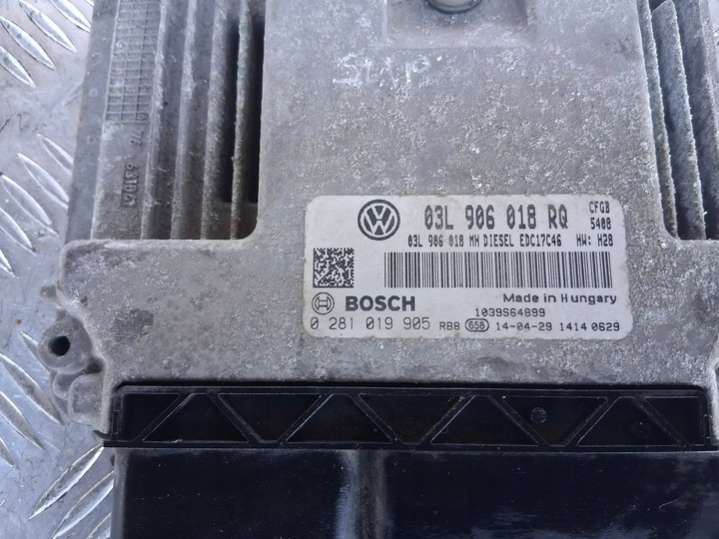 03L 906 018 RQ CFGB
5408
03L 906 018 MH DIESEL EDC17C46 HW: H28
BOSCH
Made in Hungary
1039S64899
0 281 019 905 RB8 658 14-04-29 1414 0629